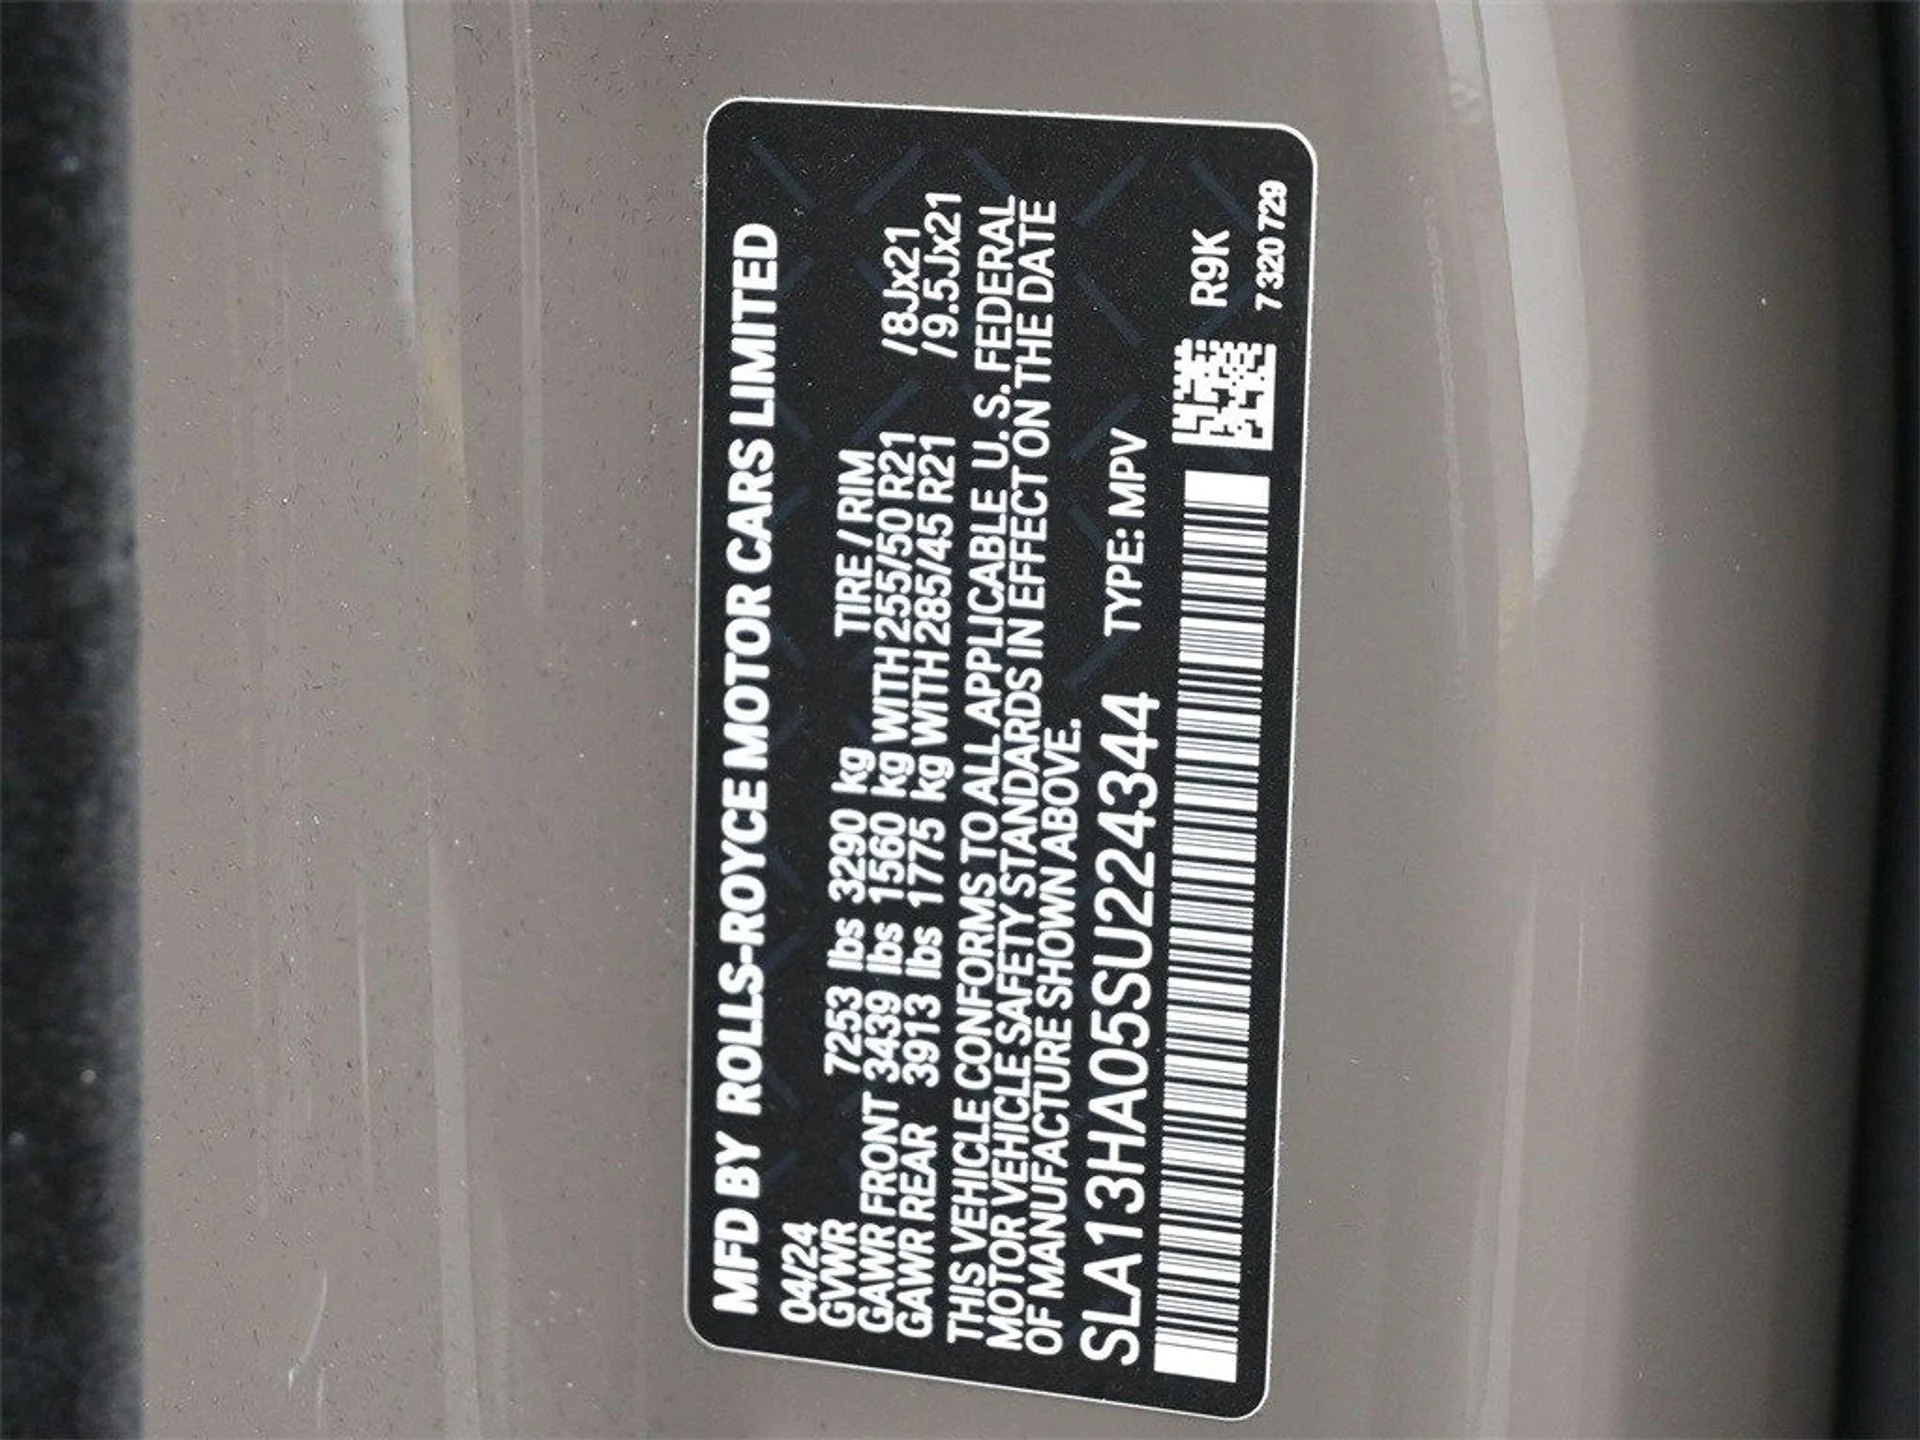 MFD BY ROLLS-ROYCE MOTOR CARS LIMITED
04/24
GVWR 7253 lbs 3290 kg TIRE / RIM
GAWR FRONT 3439 lbs 1560 kg WITH 255/50 R21 /8Jx21
GAWR REAR 3913 lbs 1775 kg WITH 285/45 R21 /9.5Jx21
THIS VEHICLE CONFORMS TO ALL APPLICABLE U. S. FEDERAL
MOTOR VEHICLE SAFETY STANDARDS IN EFFECT ON THE DATE
OF MANUFACTURE SHOWN ABOVE.
SLA13HA05SU224344 TYPE: MPV
R9K
7 320 729